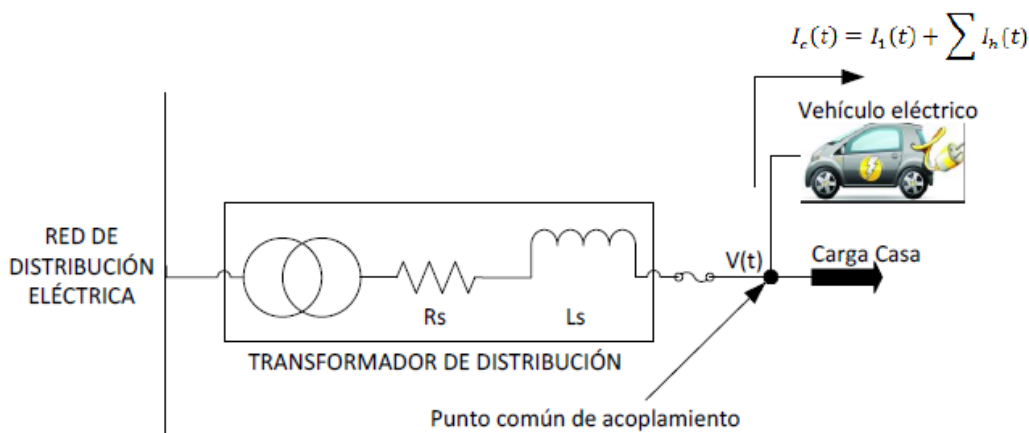 I_c(t) = I_1(t) + ∑ I_h(t)
Vehículo eléctrico
RED DE
DISTRIBUCIÓN
ELÉCTRICA
V(t)
Carga Casa
Rs
Ls
TRANSFORMADOR DE DISTRIBUCIÓN
Punto común de acoplamiento